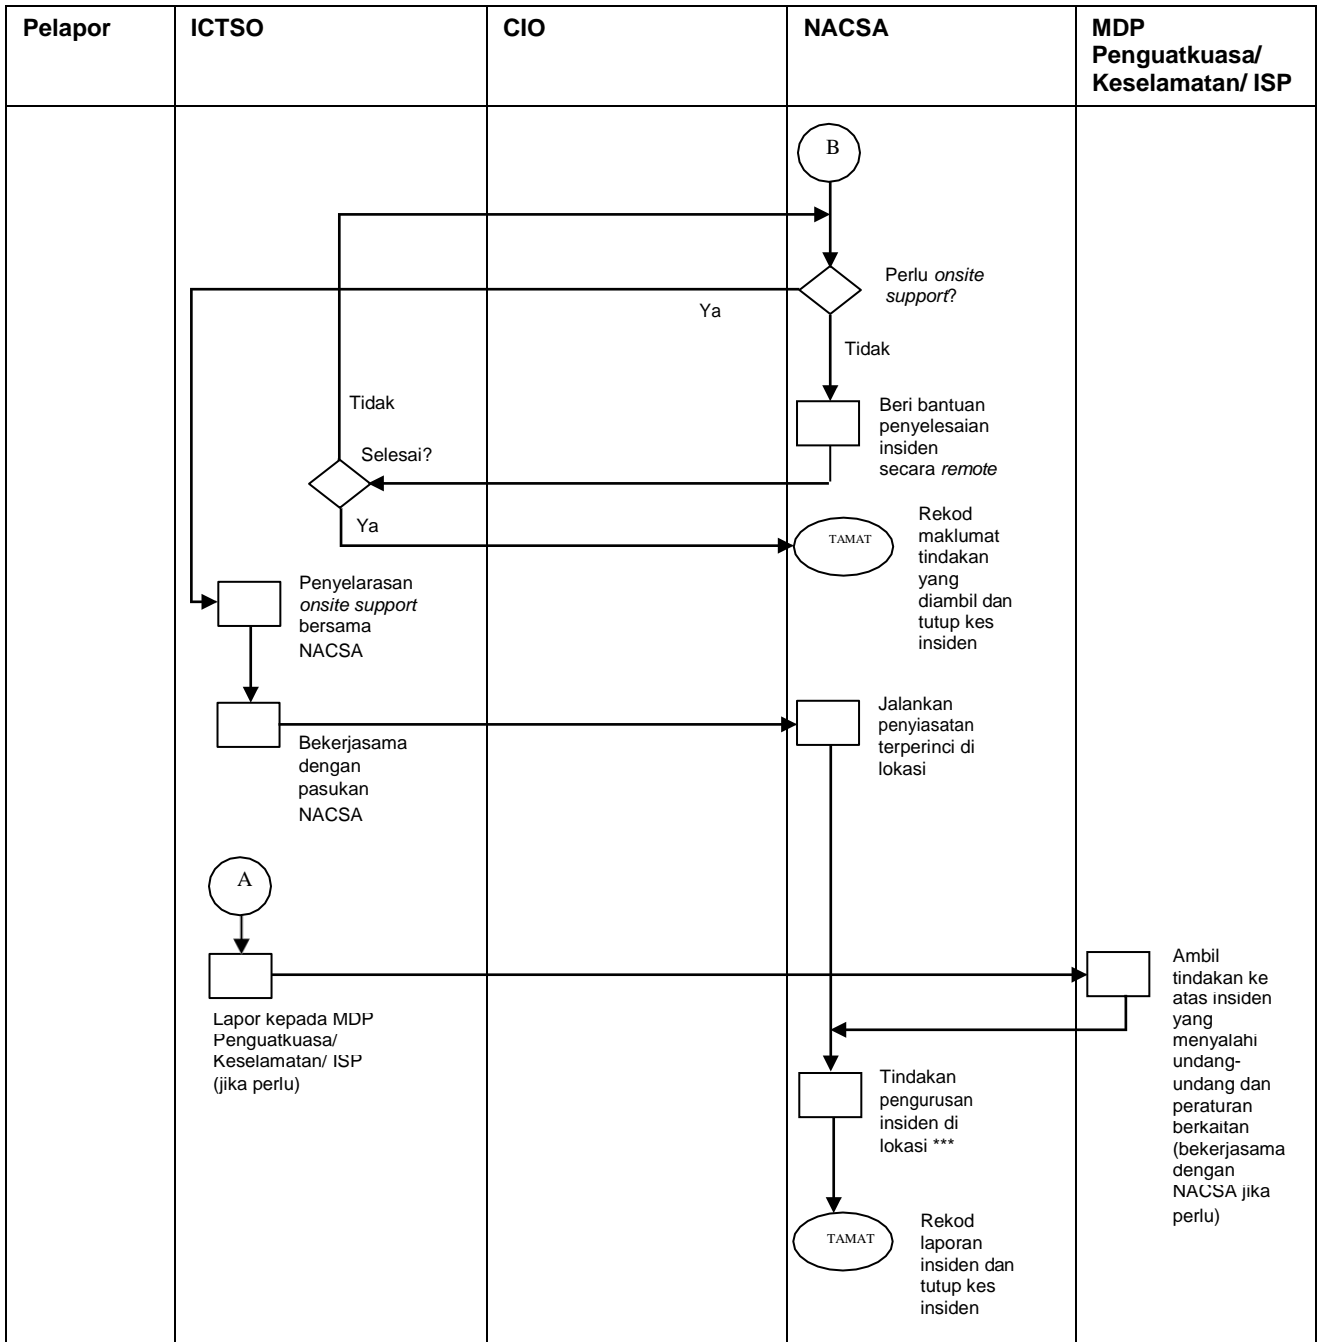 Pelapor
ICTSO
CIO
NACSA
MDP
Penguatkuasa/
Keselamatan/ ISP
B
Perlu onsite
support?
Ya
Tidak
Tidak
Beri bantuan
penyelesaian
insiden
secara remote
Selesai?
Ya
TAMAT
Rekod
maklumat
tindakan
yang
diambil dan
tutup kes
insiden
Penyelarasan
onsite support
bersama
NACSA
Jalankan
penyiasatan
terperinci di
lokasi
Bekerjasama
dengan
pasukan
NACSA
A
Lapor kepada MDP
Penguatkuasa/
Keselamatan/ ISP
(jika perlu)
Ambil
tindakan ke
atas insiden
yang
menyalahi
undang-
undang dan
peraturan
berkaitan
(bekerjasama
dengan
NACSA jika
perlu)
Tindakan
pengurusan
insiden di
lokasi ***
TAMAT
Rekod
laporan
insiden dan
tutup kes
insiden